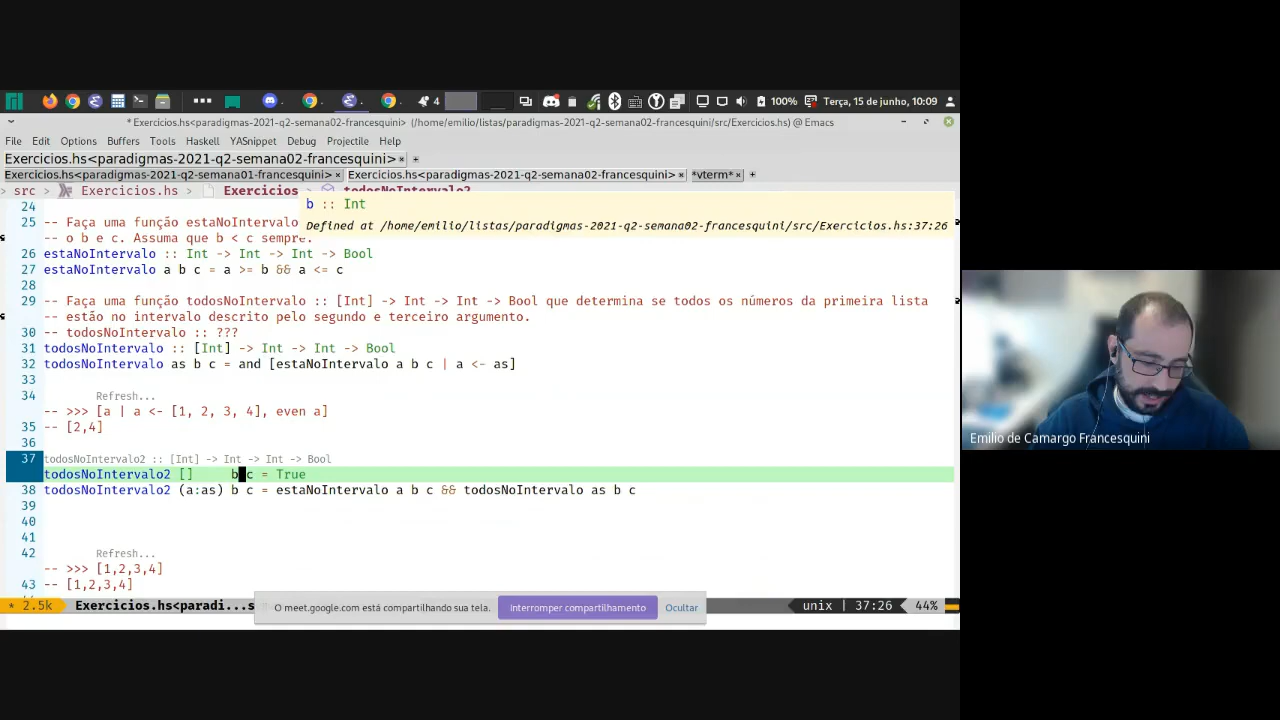 4
100%
Terça, 15 de junho, 10:09
* Exercicios.hs<paradigmas-2021-q2-semana02-francesquini> (/home/emilio/listas/paradigmas-2021-q2-semana02-francesquini/src/Exercicios.hs) @ Emacs
File Edit Options Buffers Tools Haskell YASnippet Debug Projectile Help
Exercicios.hs<paradigmas-2021-q2-semana02-francesquini> × +
Exercicios.hs<paradigmas-2021-q2-semana01-francesquini> × Exercicios.hs<paradigmas-2021-q2-semana02-francesquini> × *vterm* × +
> src > Exercicios.hs > Exercicios > todosNoIntervalo2
b :: Int
Defined at /home/emilio/listas/paradigmas-2021-q2-semana02-francesquini/src/Exercicios.hs:37:26
24
25 -- Faça uma função estaNoIntervalo
-- o b e c. Assuma que b < c sempre.
26 estaNoIntervalo :: Int -> Int -> Int -> Bool
27 estaNoIntervalo a b c = a >= b && a <= c
28
29 -- Faça uma função todosNoIntervalo :: [Int] -> Int -> Int -> Bool que determina se todos os números da primeira lista
-- estão no intervalo descrito pelo segundo e terceiro argumento.
30 -- todosNoIntervalo :: ???
31 todosNoIntervalo :: [Int] -> Int -> Int -> Bool
32 todosNoIntervalo as b c = and [estaNoIntervalo a b c | a <- as]
33
34 Refresh...
-- >>> [a | a <- [1, 2, 3, 4], even a]
35 -- [2,4]
36
37 todosNoIntervalo2 :: [Int] -> Int -> Int -> Bool
todosNoIntervalo2 [] b c = True
38 todosNoIntervalo2 (a:as) b c = estaNoIntervalo a b c && todosNoIntervalo as b c
39
40
41
42 Refresh...
-- >>> [1,2,3,4]
43 -- [1,2,3,4]
* 2.5k Exercicios.hs<paradi...s
unix | 37:26 44%
O meet.google.com está compartilhando sua tela. Interromper compartilhamento Ocultar
Emilio de Camargo Francesquini